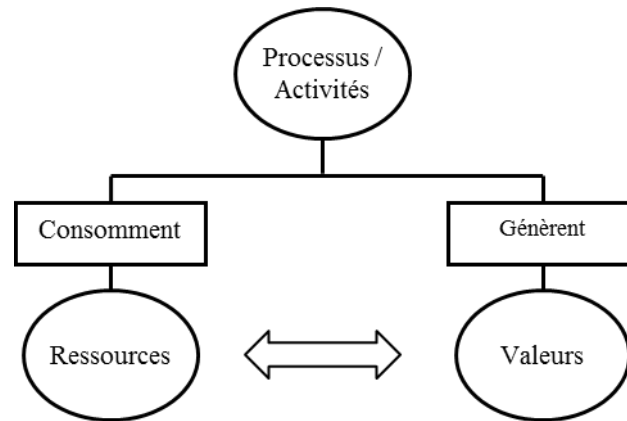 Processus /
Activités
Consomment
Génèrent
Ressources
Valeurs